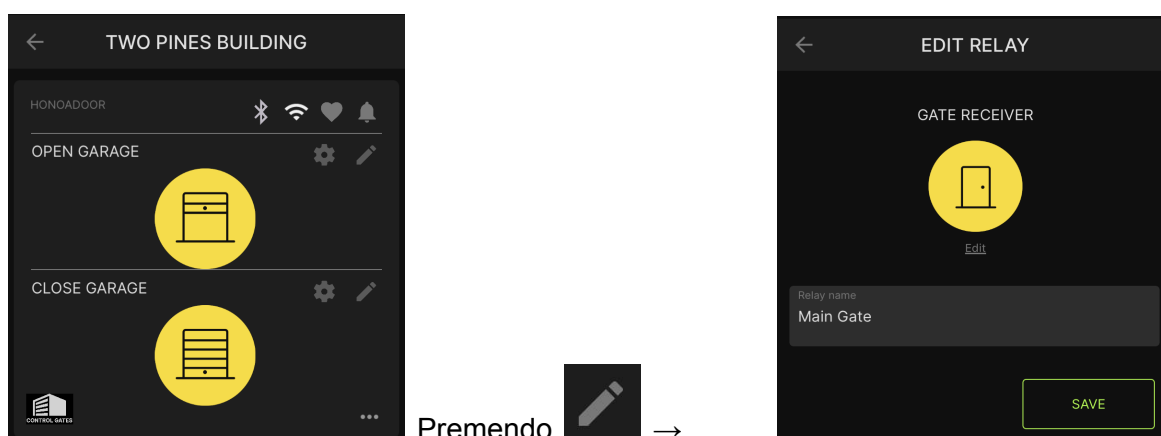 TWO PINES BUILDING
HONOADOOR
OPEN GARAGE
CLOSE GARAGE
CONTROL GATES
Premendo →
EDIT RELAY
GATE RECEIVER
Edit
Relay name
Main Gate
SAVE